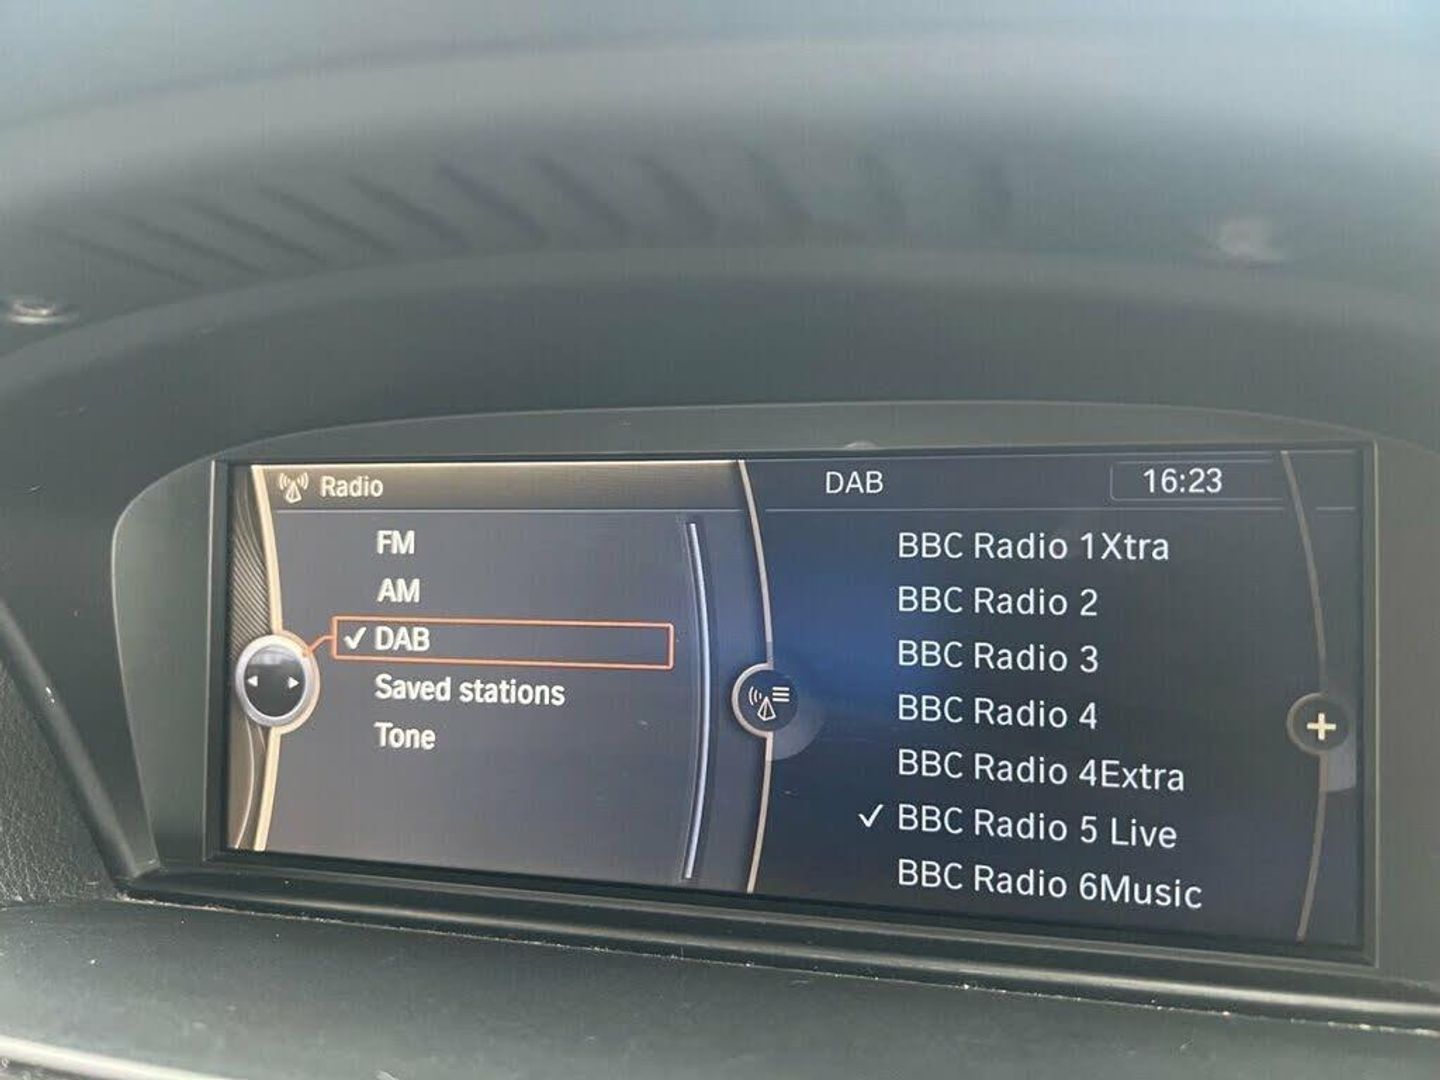 Radio
FM
AM
✓ DAB
Saved stations
Tone
DAB
16:23
BBC Radio 1Xtra
BBC Radio 2
BBC Radio 3
BBC Radio 4
BBC Radio 4Extra
✓ BBC Radio 5 Live
BBC Radio 6Music